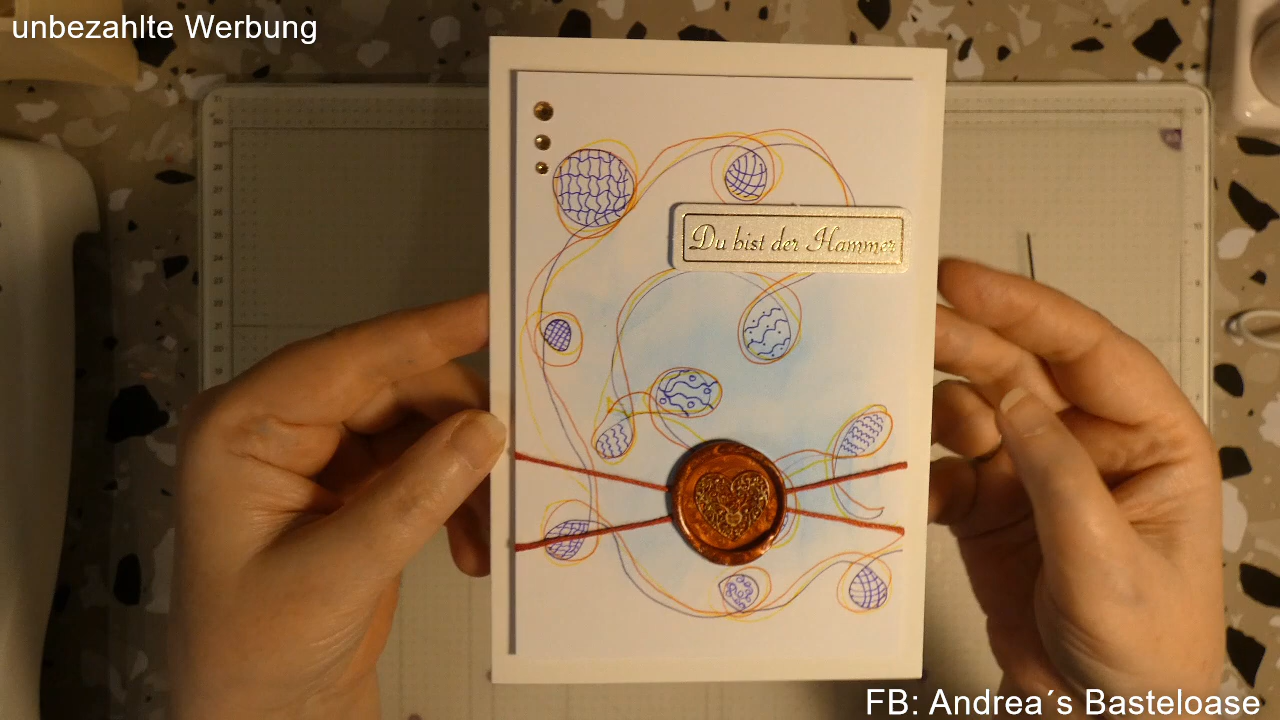 unbezahlte Werbung
Du bist der Hammer
FB: Andrea´s Basteloase